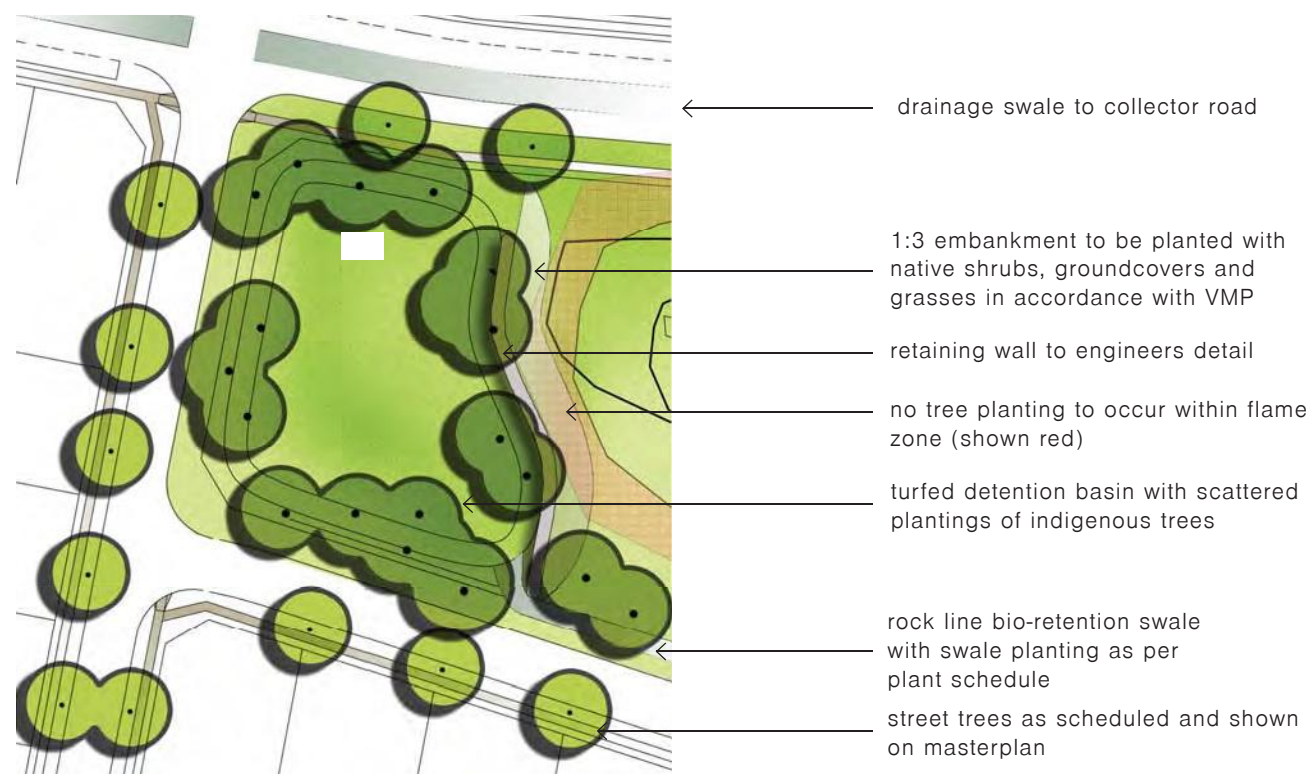 drainage swale to collector road
1:3 embankment to be planted with
native shrubs, groundcovers and
grasses in accordance with VMP
retaining wall to engineers detail
no tree planting to occur within flame
zone (shown red)
turfed detention basin with scattered
plantings of indigenous trees
rock line bio-retention swale
with swale planting as per
plant schedule
street trees as scheduled and shown
on masterplan